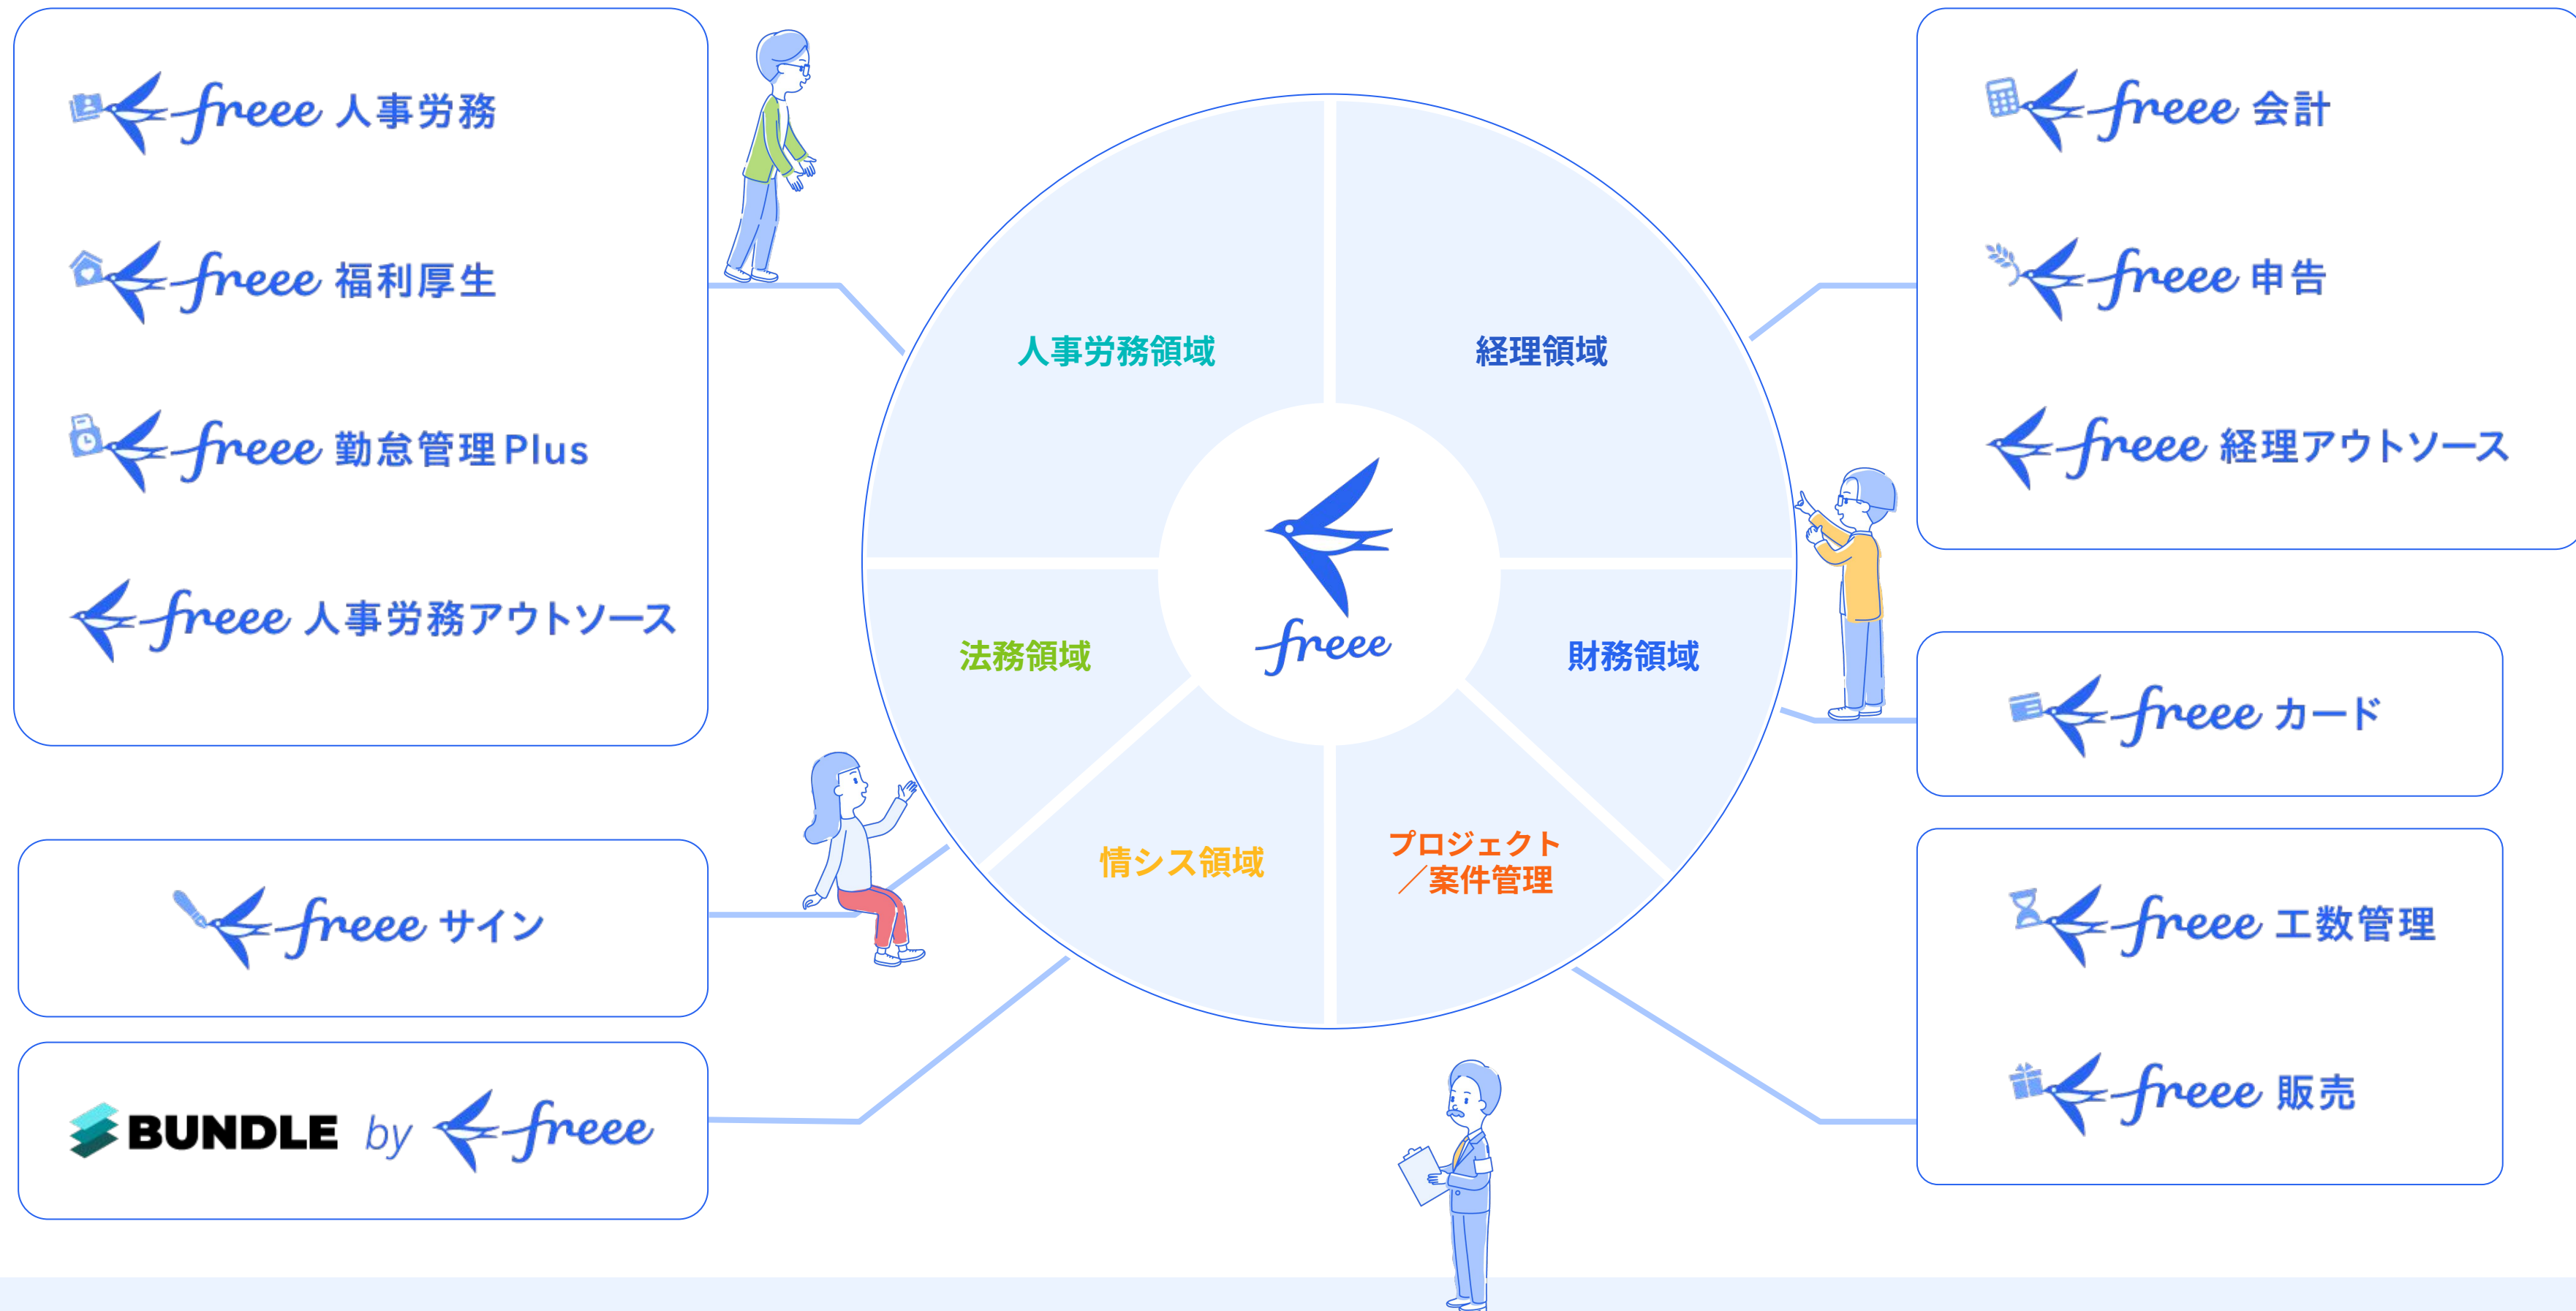 freee 人事労務
freee 福利厚生
freee 勤怠管理Plus
freee 人事労務アウトソース
freee サイン
BUNDLE by freee
人事労務領域
経理領域
法務領域
財務領域
情シス領域
プロジェクト
／案件管理
freee
freee 会計
freee 申告
freee 経理アウトソース
freee カード
freee 工数管理
freee 販売